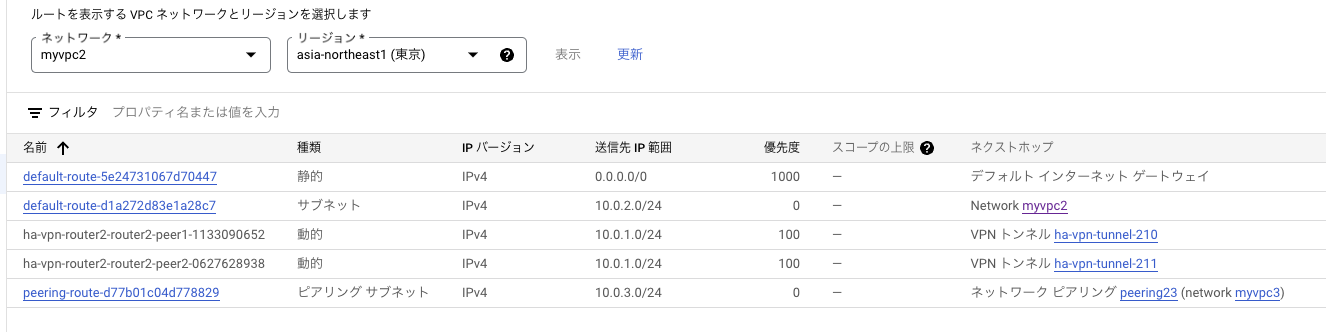 ルートを表示する VPC ネットワークとリージョンを選択します
ネットワーク * リージョン *
myvpc2 asia-northeast1 (東京) 表示 更新
フィルタ プロパティ名または値を入力
名前 種類 IP バージョン 送信先 IP 範囲 優先度 スコープの上限 ネクストホップ
default-route-5e24731067d70447 静的 IPv4 0.0.0.0/0 1000 — デフォルト インターネット ゲートウェイ
default-route-d1a272d83e1a28c7 サブネット IPv4 10.0.2.0/24 0 — Network myvpc2
ha-vpn-router2-router2-peer1-1133090652 動的 IPv4 10.0.1.0/24 100 — VPN トンネル ha-vpn-tunnel-210
ha-vpn-router2-router2-peer2-0627628938 動的 IPv4 10.0.1.0/24 100 — VPN トンネル ha-vpn-tunnel-211
peering-route-d77b01c04d778829 ピアリング サブネット IPv4 10.0.3.0/24 0 — ネットワーク ピアリング peering23 (network myvpc3)